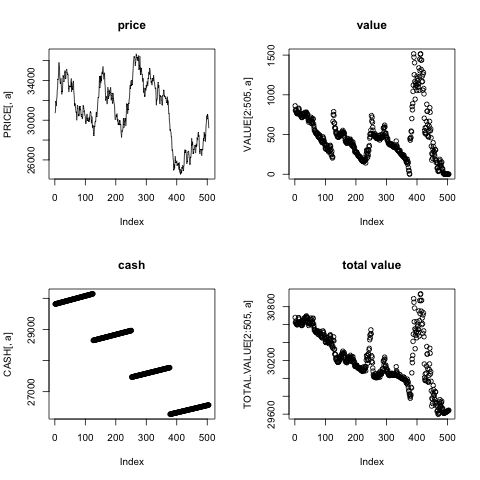 price
value
PRICE[, a]
26000 30000 34000
0 100 200 300 400 500
Index
VALUE[2:505, a]
0 500 1000 1500
0 100 200 300 400 500
Index
cash
total value
CASH[, a]
27000 29000
0 100 200 300 400 500
Index
TOTAL.VALUE[2:505, a]
29600 30200 30800
0 100 200 300 400 500
Index